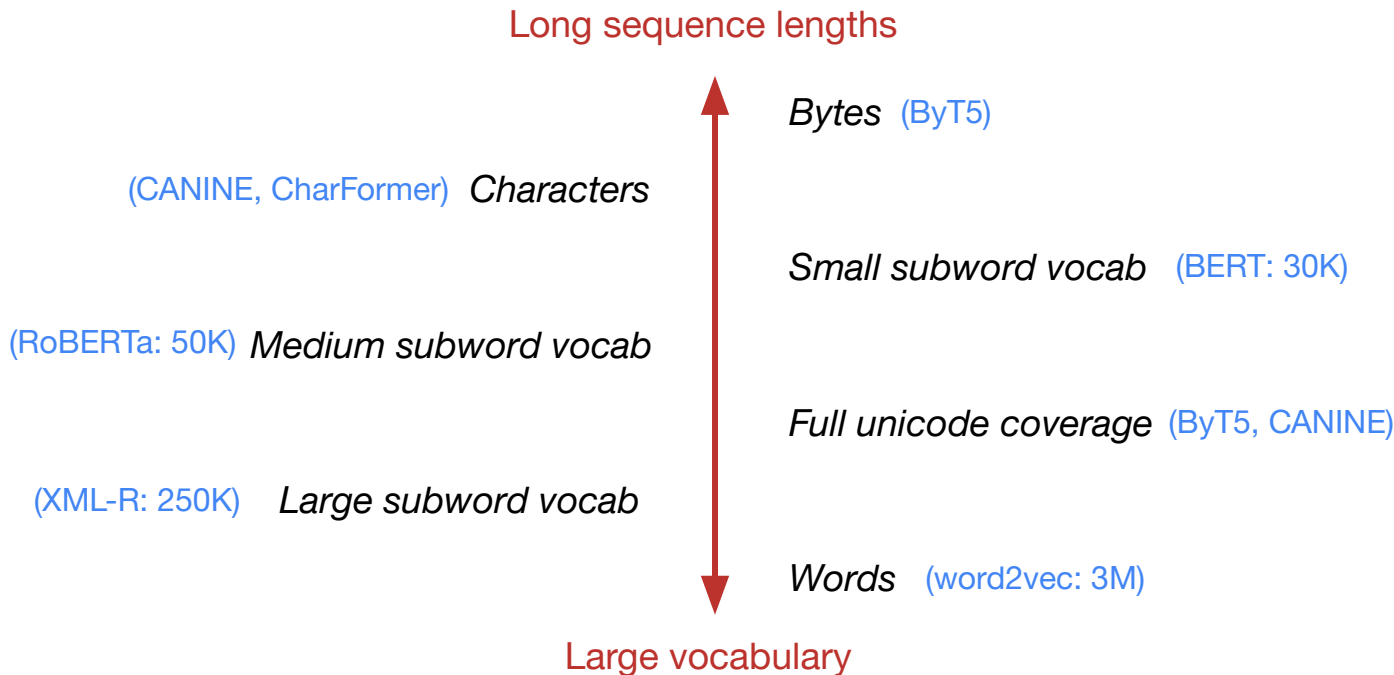 Long sequence lengths
Bytes (ByT5)
(CANINE, CharFormer) Characters
Small subword vocab (BERT: 30K)
(RoBERTa: 50K) Medium subword vocab
Full unicode coverage (ByT5, CANINE)
(XML-R: 250K) Large subword vocab
Words (word2vec: 3M)
Large vocabulary